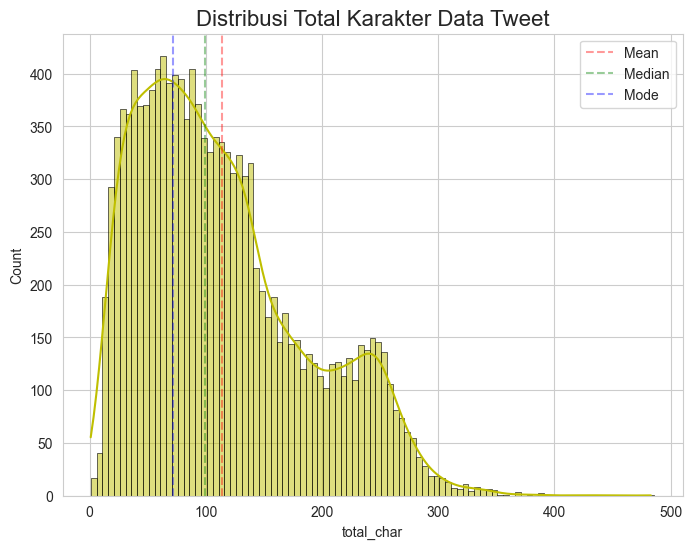 Distribusi Total Karakter Data Tweet
Mean
Median
Mode
Count
400
350
300
250
200
150
100
50
0
0 100 200 300 400 500
total_char